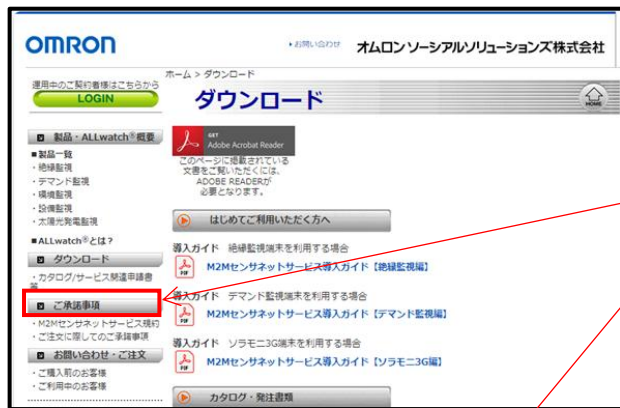 OMRON
・お問い合わせ
オムロン ソーシアルソリューションズ株式会社
ホーム > ダウンロード
運用中のご契約者様はこちらから
LOGIN
ダウンロード
HOME
製品・ALLwatch®概要
■製品一覧
・絶縁監視
・デマンド監視
・環境監視
・設備監視
・太陽光発電監視
■ALLwatch®とは？
ダウンロード
・カタログ/サービス関連申請書
等
ご承諾事項
・M2Mセンサネットサービス規約
・ご注文に際してのご承諾事項
お問い合わせ・ご注文
・ご購入前のお客様
・ご利用中のお客様
GET
Adobe Acrobat Reader
このページに掲載されている
文書をご覧いただくには、
ADOBE READERが
必要となります。
はじめてご利用いただく方へ
導入ガイド 絶縁監視端末を利用する場合
PDF
M2Mセンサネットサービス導入ガイド【絶縁監視編】
導入ガイド デマンド監視端末を利用する場合
PDF
M2Mセンサネットサービス導入ガイド【デマンド監視編】
導入ガイド ソラモニ3G端末を利用する場合
PDF
M2Mセンサネットサービス導入ガイド【ソラモニ3G編】
カタログ・発注書類